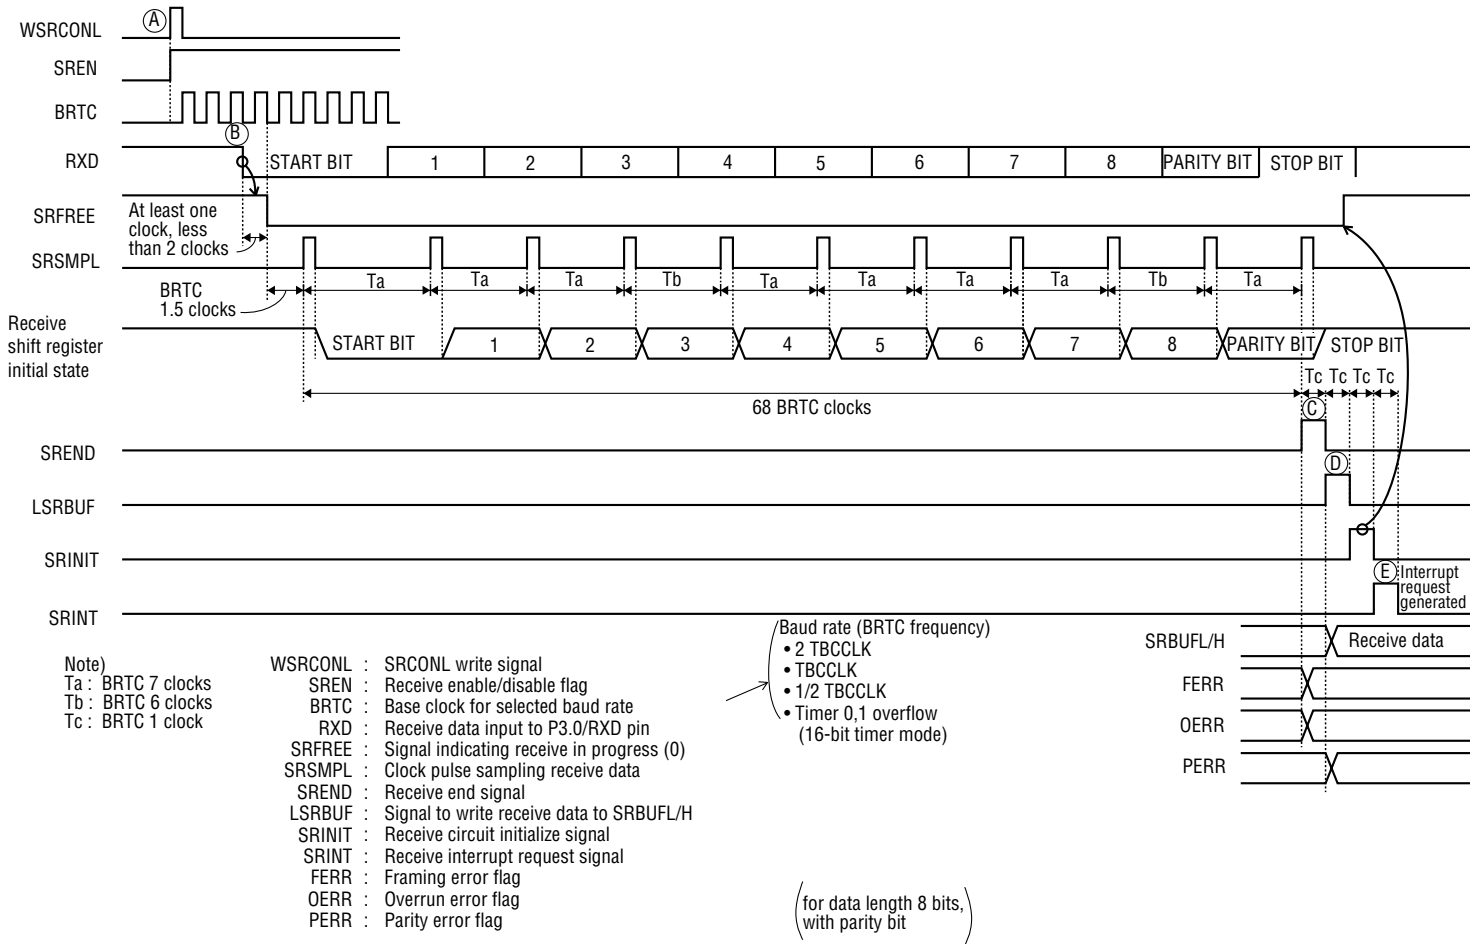 WSRCONL
A
SREN
BRTC
B
RXD
START BIT
1
2
3
4
5
6
7
8
PARITY BIT
STOP BIT
SRFREE
At least one
clock, less
than 2 clocks
SRSMPL
Ta
Ta
Ta
Tb
Ta
Ta
Ta
Ta
Tb
Ta
BRTC
1.5 clocks
Receive
shift register
initial state
START BIT
1
2
3
4
5
6
7
8
PARITY BIT
STOP BIT
Tc
Tc
Tc
Tc
68 BRTC clocks
C
SREND
D
LSRBUF
SRINIT
E
Interrupt
request
generated
SRINT
Note)
Ta : BRTC 7 clocks
Tb : BRTC 6 clocks
Tc : BRTC 1 clock
WSRCONL : SRCONL write signal
SREN : Receive enable/disable flag
BRTC : Base clock for selected baud rate
RXD : Receive data input to P3.0/RXD pin
SRFREE : Signal indicating receive in progress (0)
SRSMPL : Clock pulse sampling receive data
SREND : Receive end signal
LSRBUF : Signal to write receive data to SRBUFL/H
SRINIT : Receive circuit initialize signal
SRINT : Receive interrupt request signal
FERR : Framing error flag
OERR : Overrun error flag
PERR : Parity error flag
Baud rate (BRTC frequency)
• 2 TBCCLK
• TBCCLK
• 1/2 TBCCLK
• Timer 0,1 overflow
(16-bit timer mode)
SRBUFL/H
Receive data
FERR
OERR
PERR
for data length 8 bits,
with parity bit